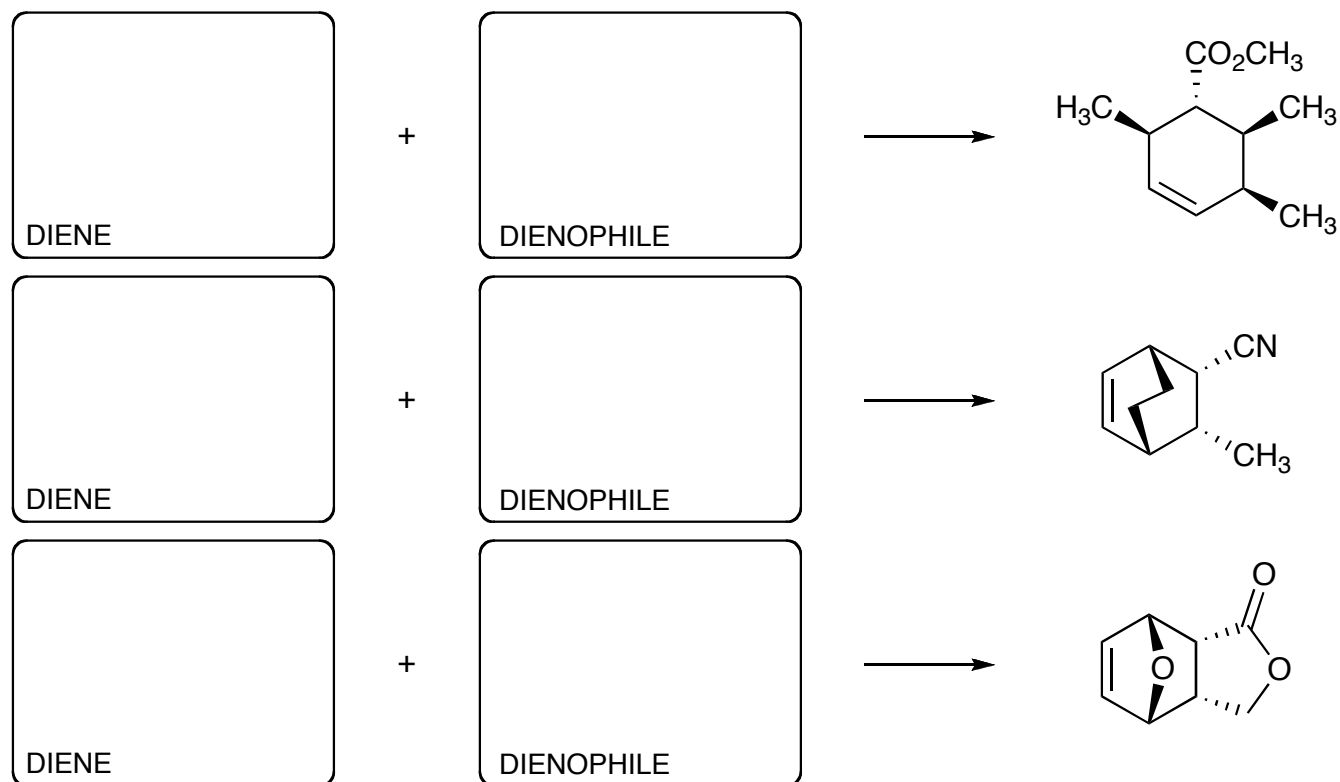 CO₂CH₃
H₃C
CH₃
+
CH₃
DIENE
DIENOPHILE
CN
+
CH₃
DIENE
DIENOPHILE
O
+
O
O
DIENE
DIENOPHILE